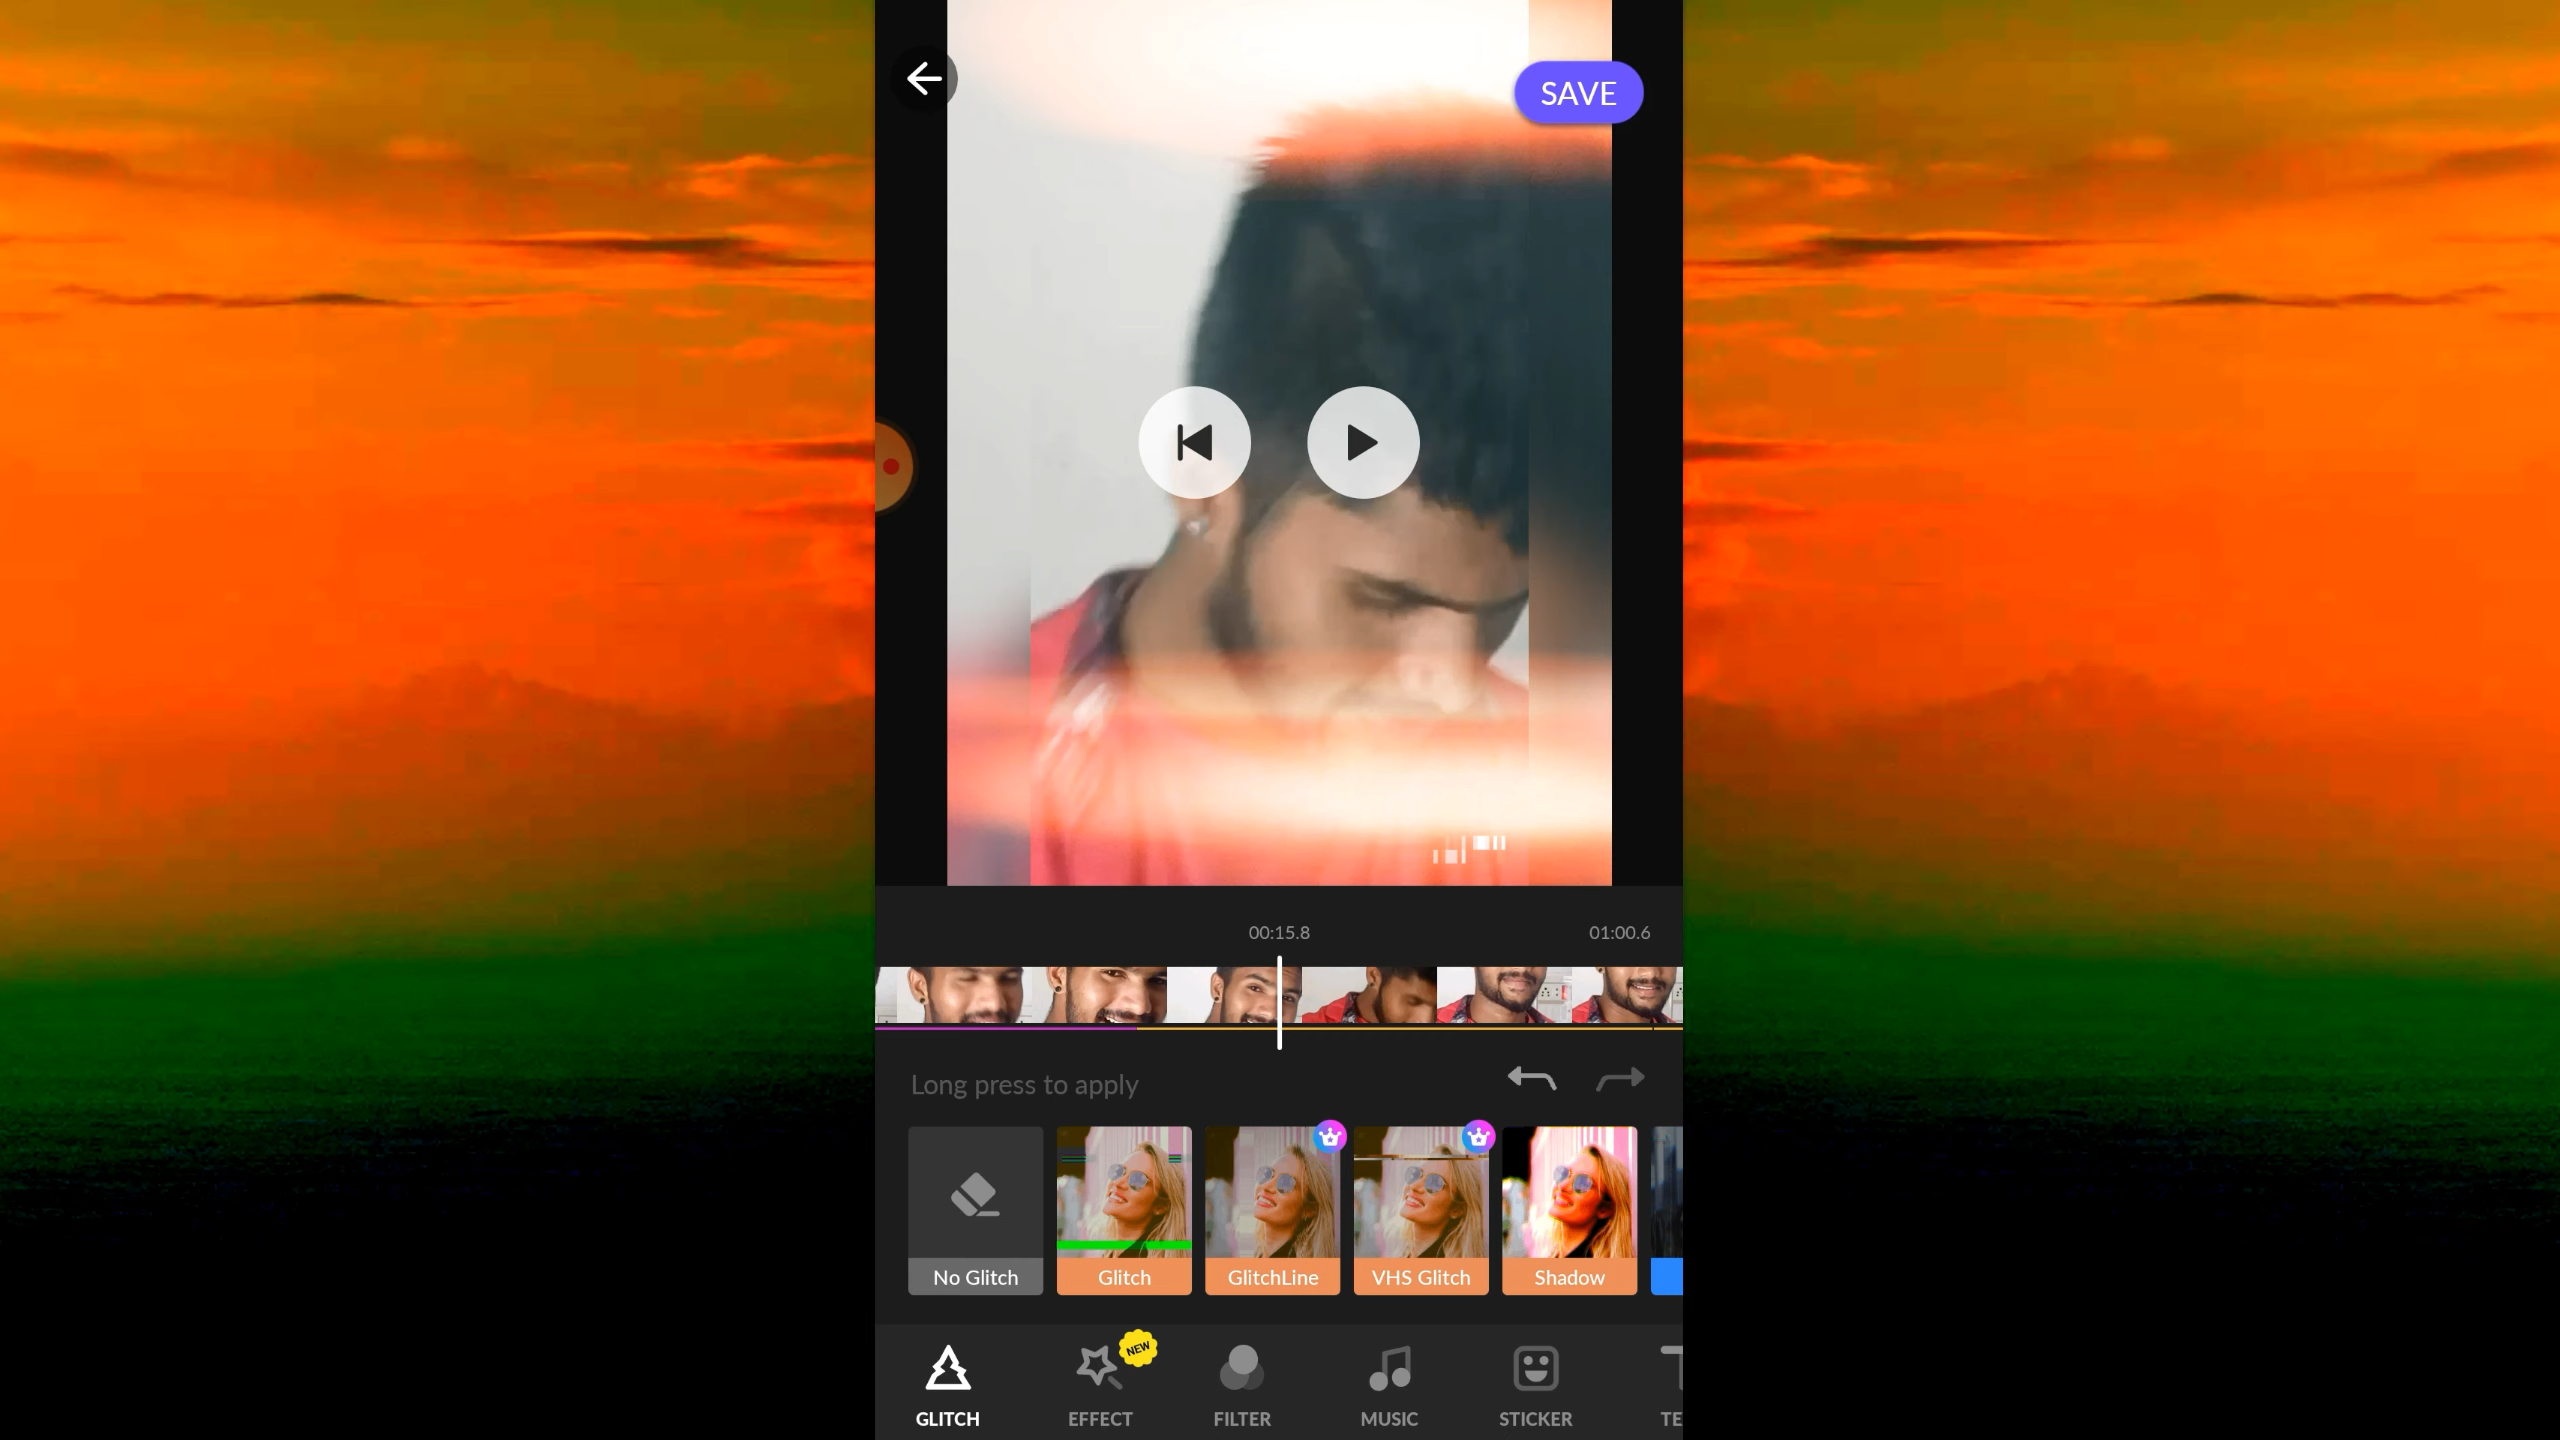 SAVE
00:15.8
01:00.6
Long press to apply
No Glitch
Glitch
GlitchLine
VHS Glitch
Shadow
NEW
GLITCH
EFFECT
FILTER
MUSIC
STICKER
TE